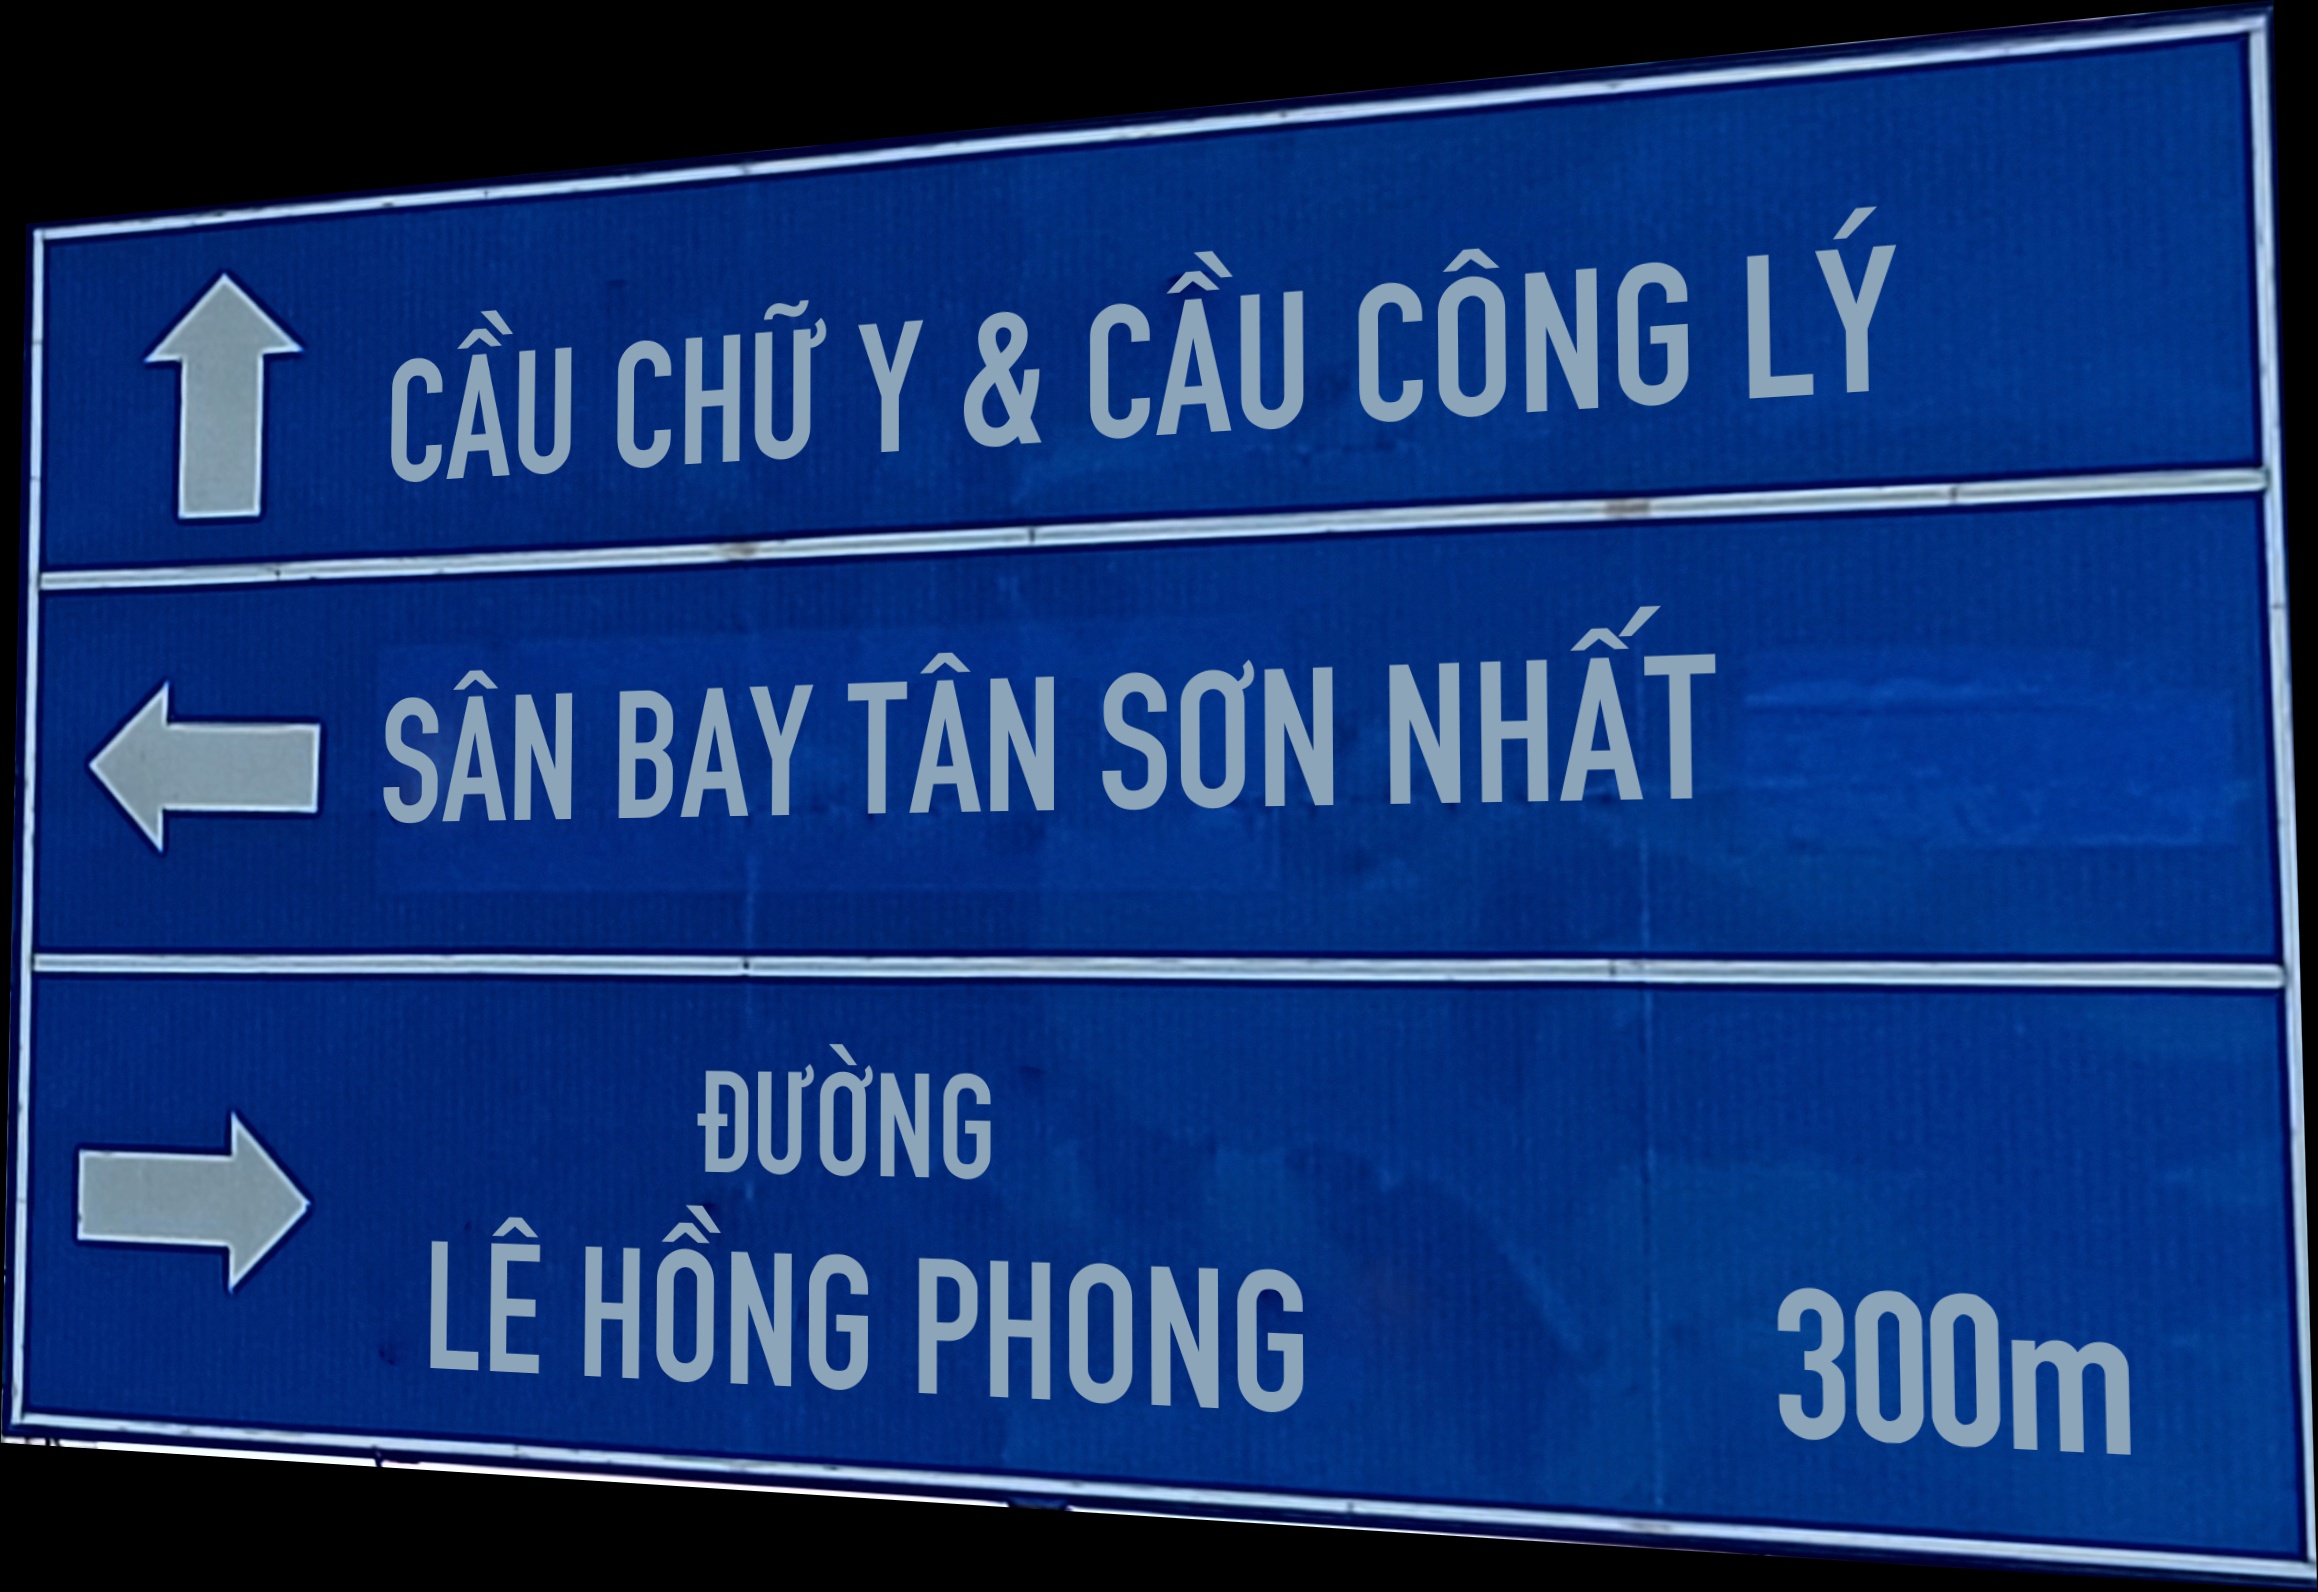 CẦU CHỮ Y & CẦU CÔNG LÝ
SÂN BAY TÂN SƠN NHẤT
ĐƯỜNG
LÊ HỒNG PHONG
300m